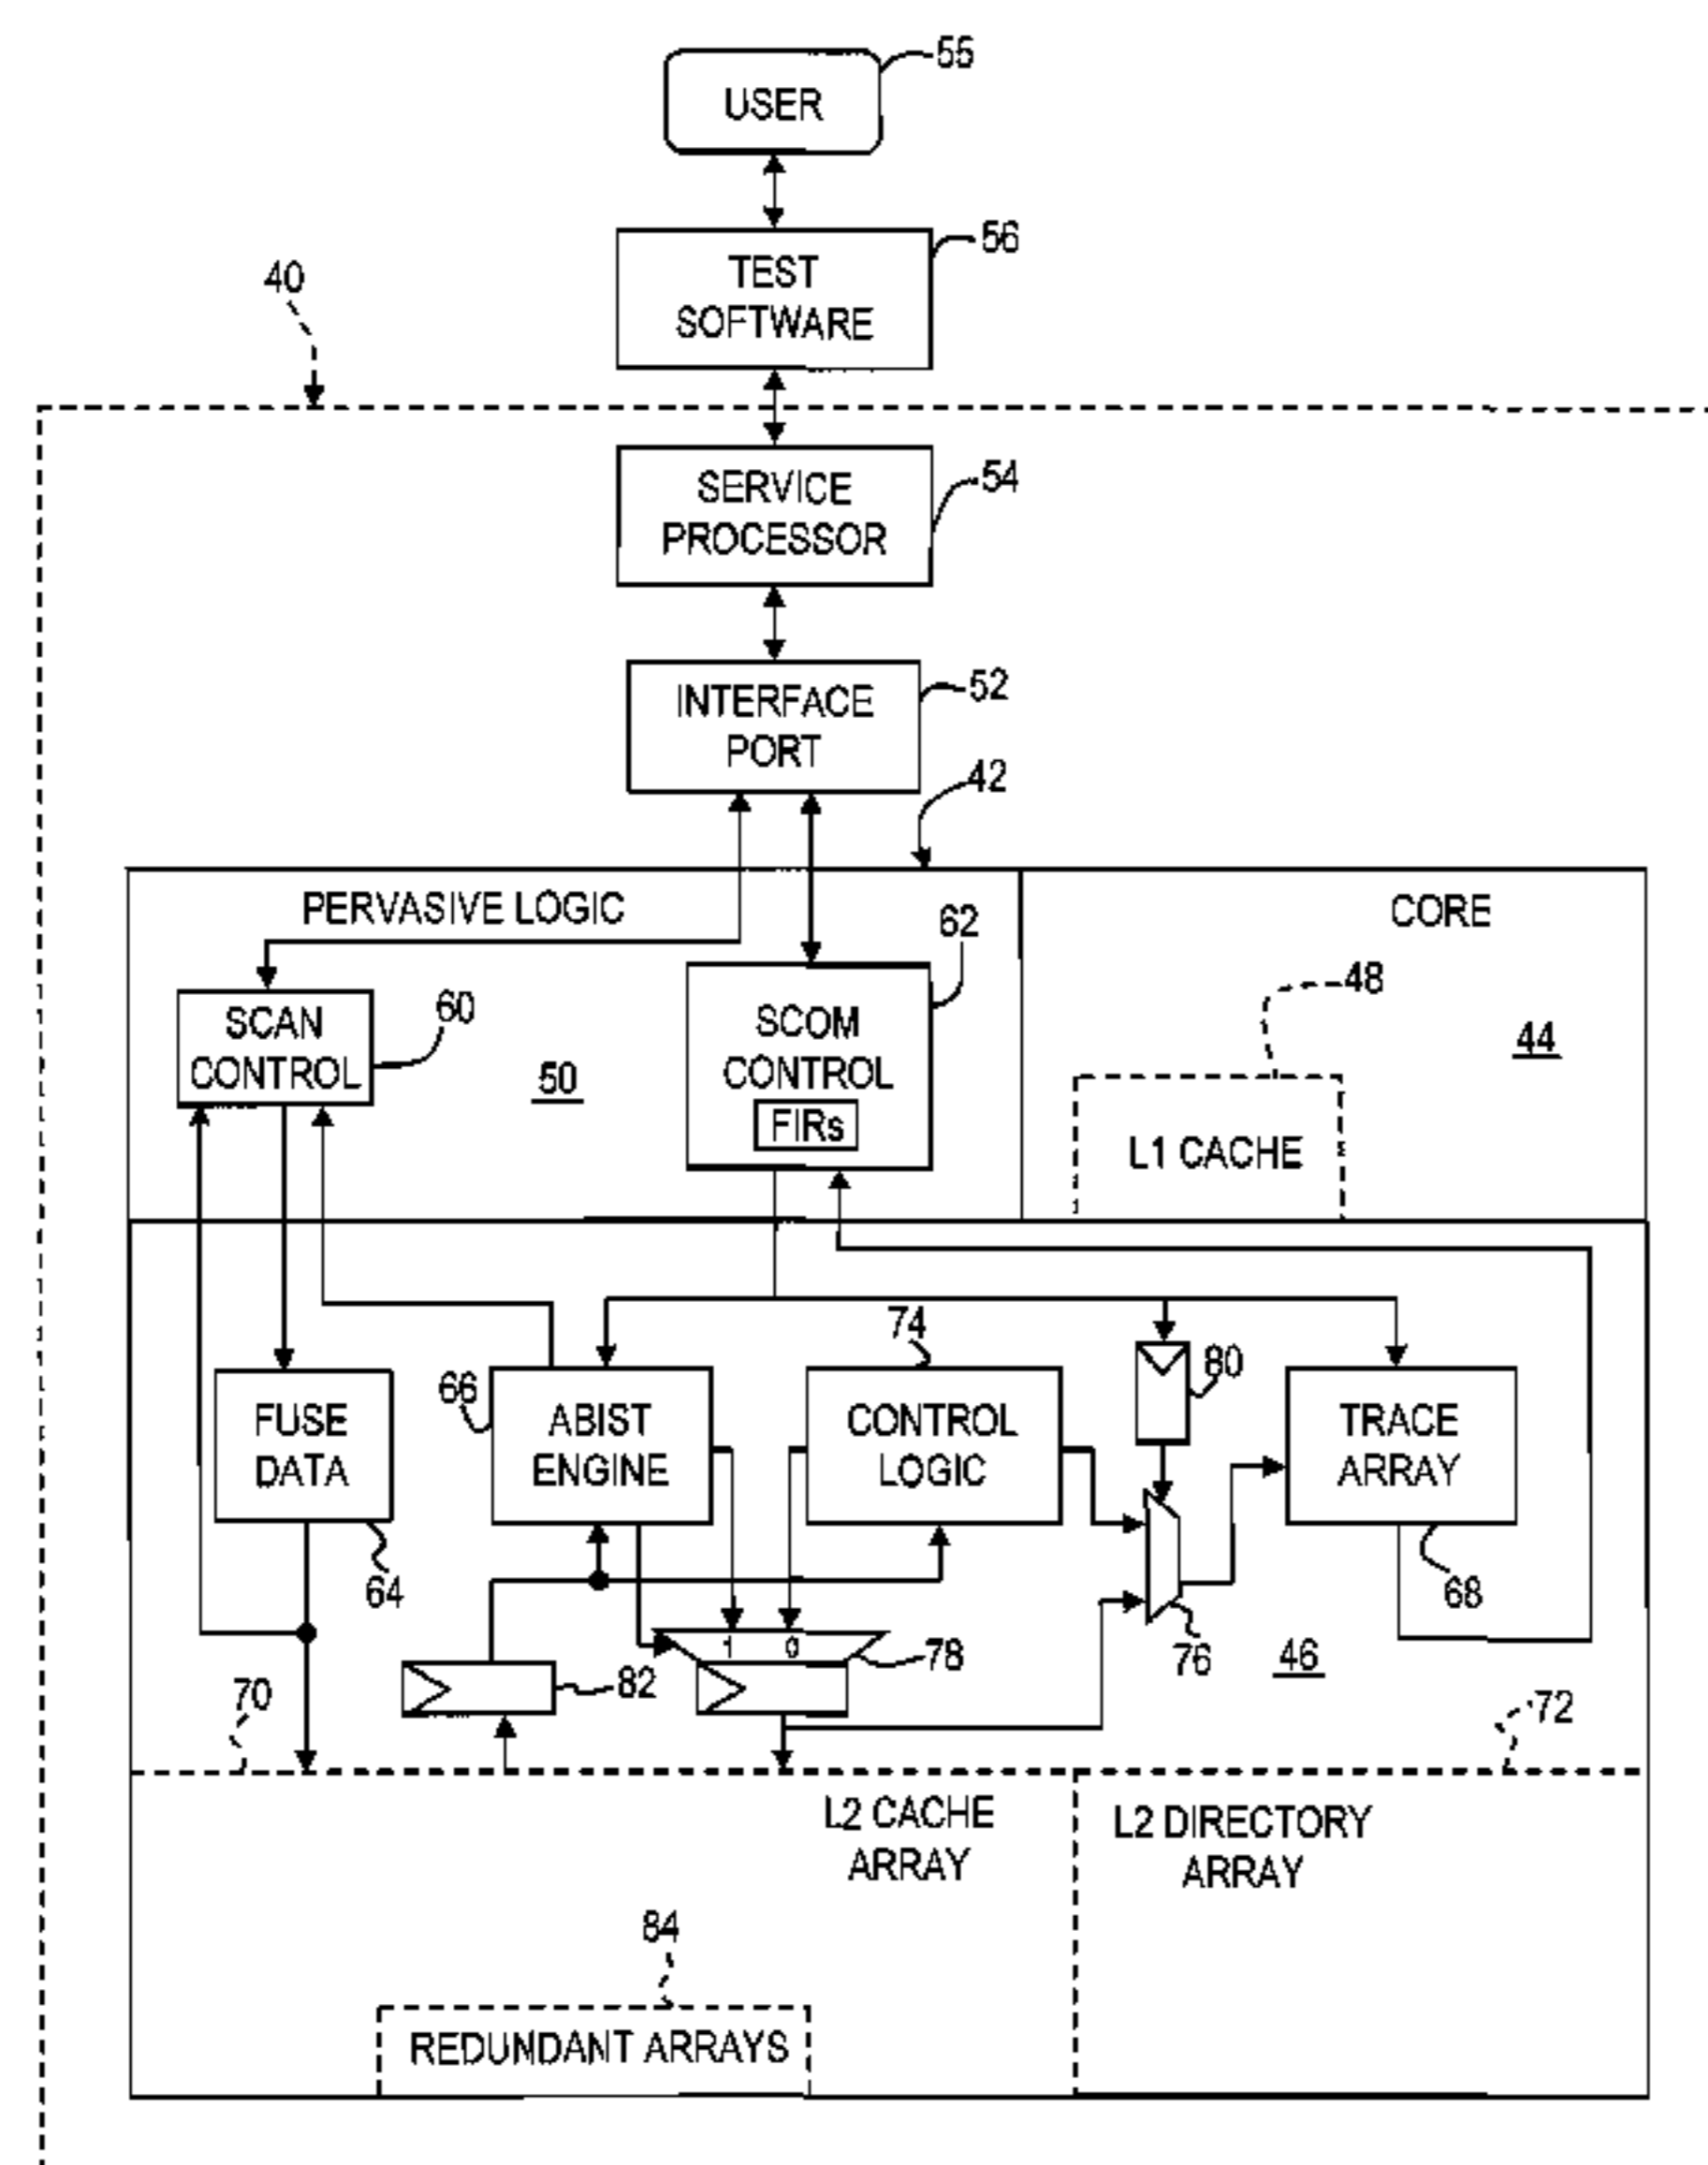 55
USER
56
TEST
SOFTWARE
40
SERVICE
PROCESSOR
54
INTERFACE
PORT
52
42
PERVASIVE LOGIC
CORE
62
48
SCAN
CONTROL
60
50
SCOM
CONTROL
FIRs
44
L1 CACHE
74
80
66
FUSE
DATA
ABIST
ENGINE
CONTROL
LOGIC
TRACE
ARRAY
64
68
1
0
78
76
46
82
70
72
L2 CACHE
ARRAY
L2 DIRECTORY
ARRAY
84
REDUNDANT ARRAYS